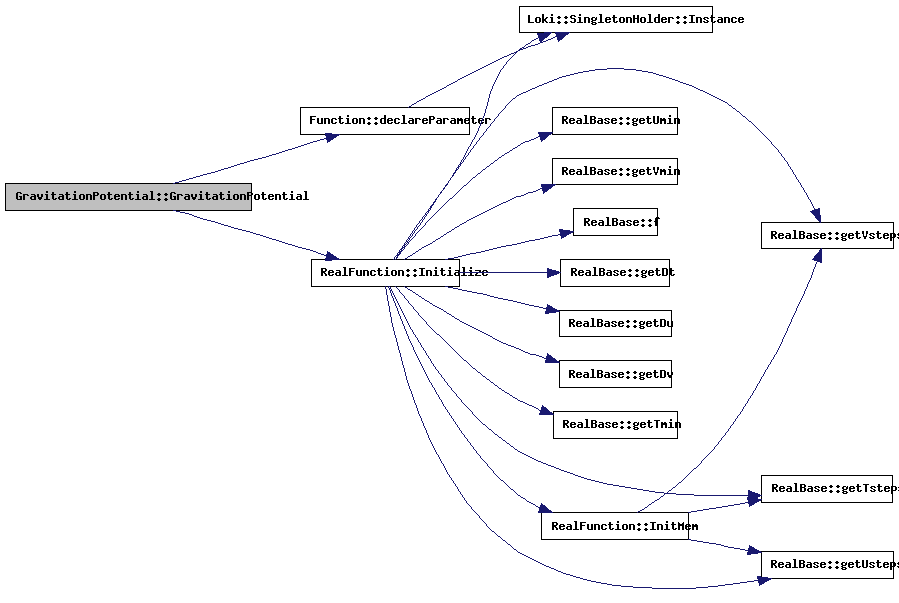 Loki::SingletonHolder::Instance
Function::declareParameter
RealBase::getUmin
RealBase::getVmin
GravitationPotential::GravitationPotential
RealBase::f
RealBase::getVsteps
RealFunction::Initialize
RealBase::getDt
RealBase::getDu
RealBase::getDv
RealBase::getTmin
RealBase::getTsteps
RealFunction::InitMem
RealBase::getUsteps